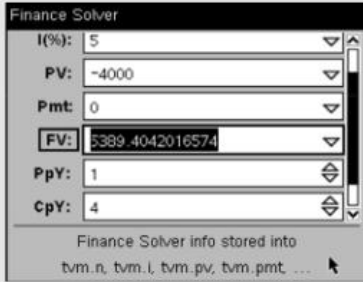 Finance Solver
I(%): 5
PV: -4000
Pmt: 0
FV: 5389.4042016574
PpY: 1
CpY: 4
Finance Solver info stored into
tvm.n, tvm.i, tvm.pv, tvm.pmt, ...